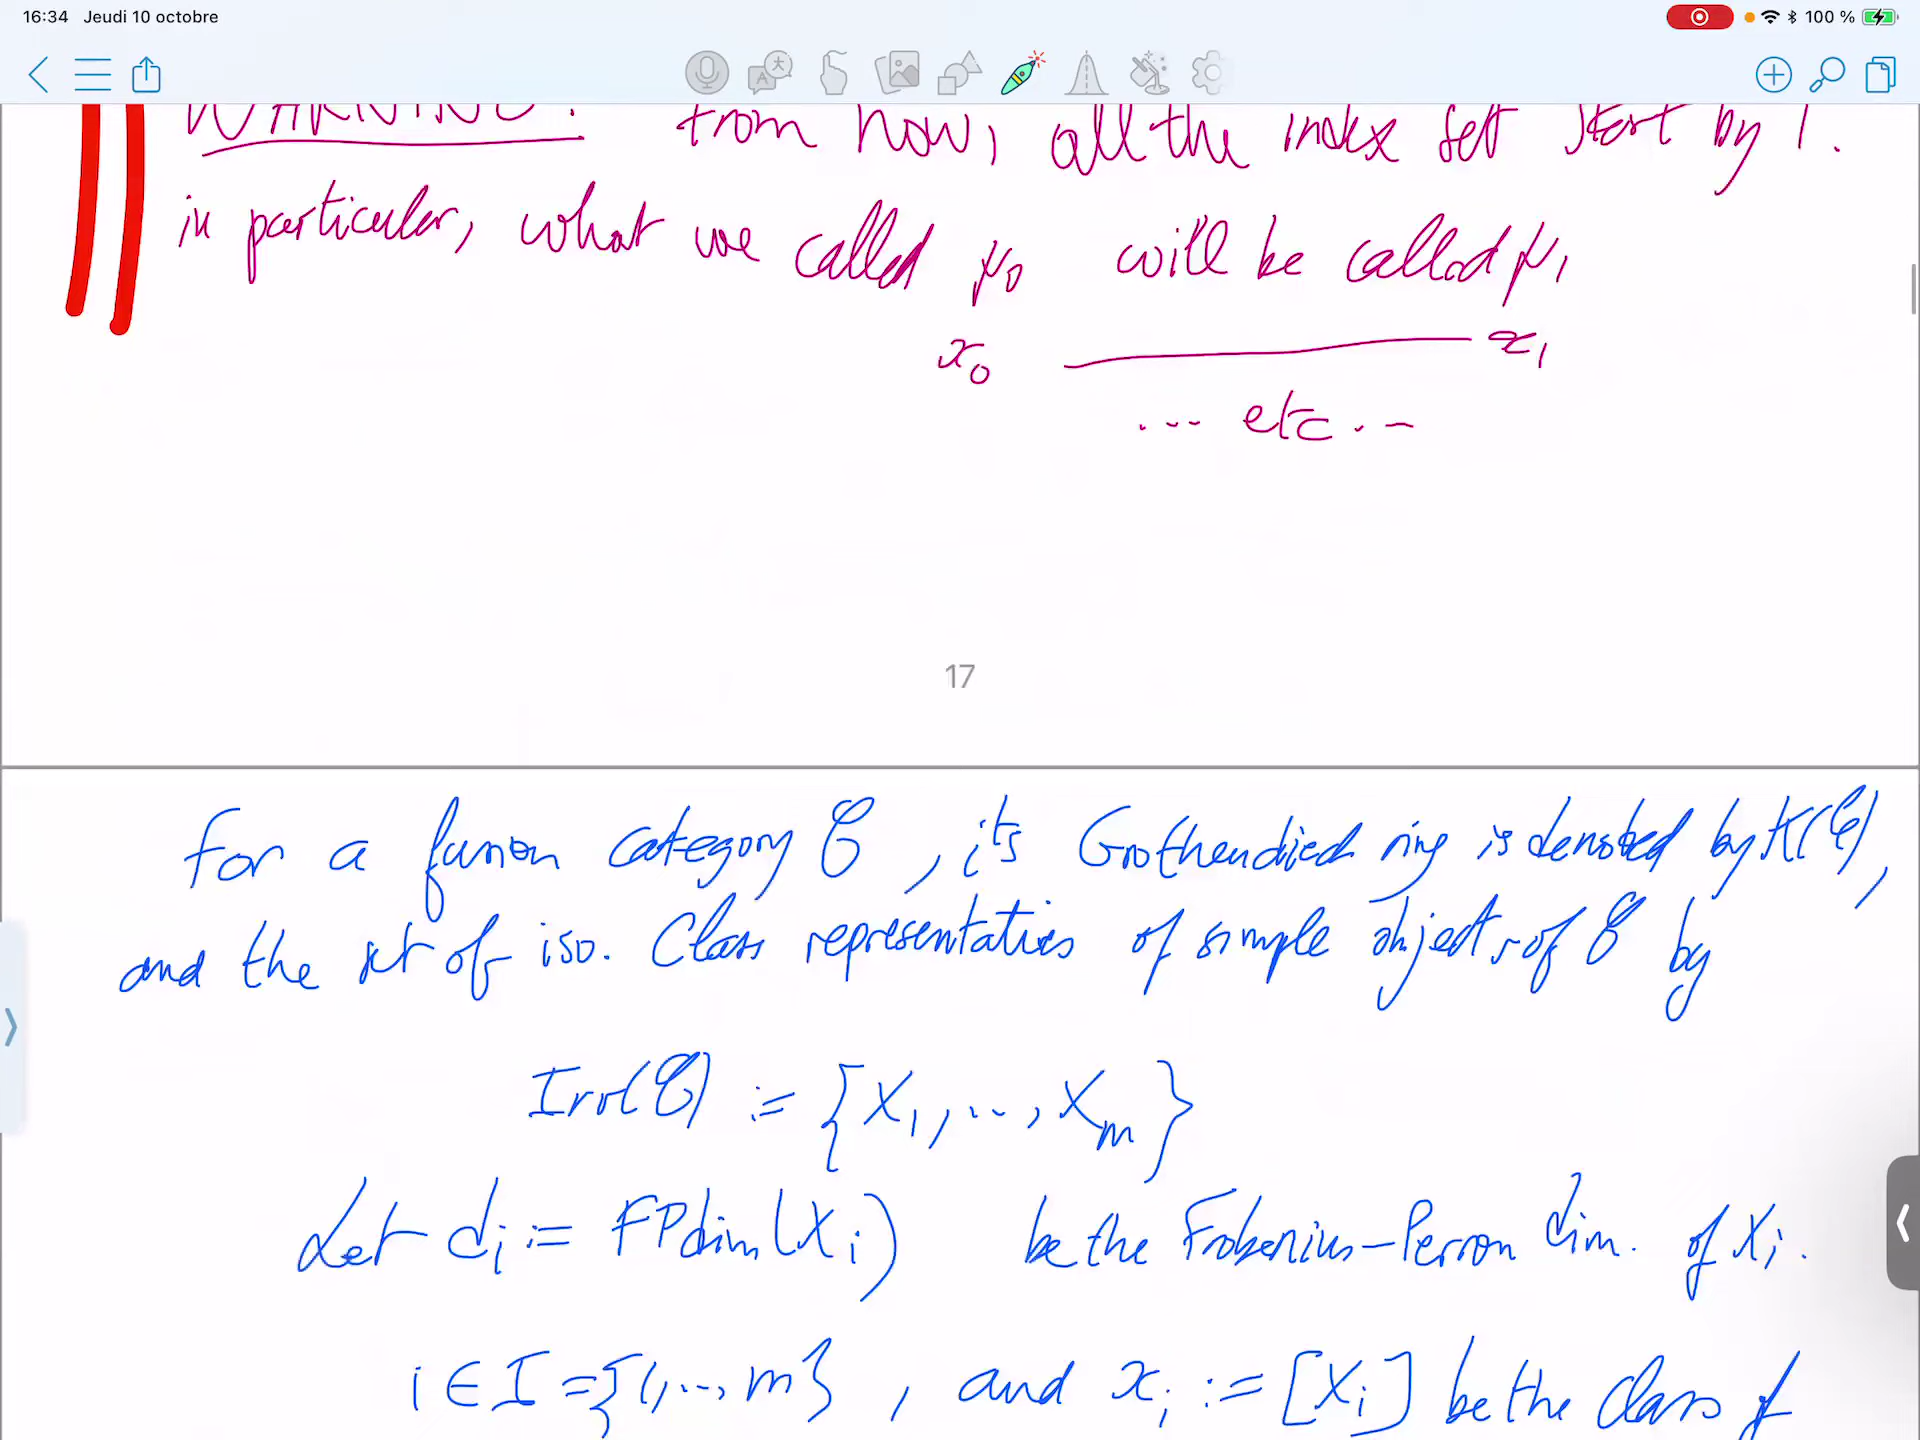 16:34 Jeudi 10 octobre 100 %
WARNING: From now, all the index set start by 1.
in particular, what we called μ0 will be called μ1
x0 ——— x1
... etc...
17
For a fusion category C, its Grothendieck ring is denoted by K(C),
and the set of iso. class representatives of simple objects of C by
Irr(C) := {X1, ..., Xm}
Let di := FPdim(Xi) be the Frobenius-Perron dim. of Xi.
i ∈ I = {1, ..., m}, and xi := [Xi] be the class of